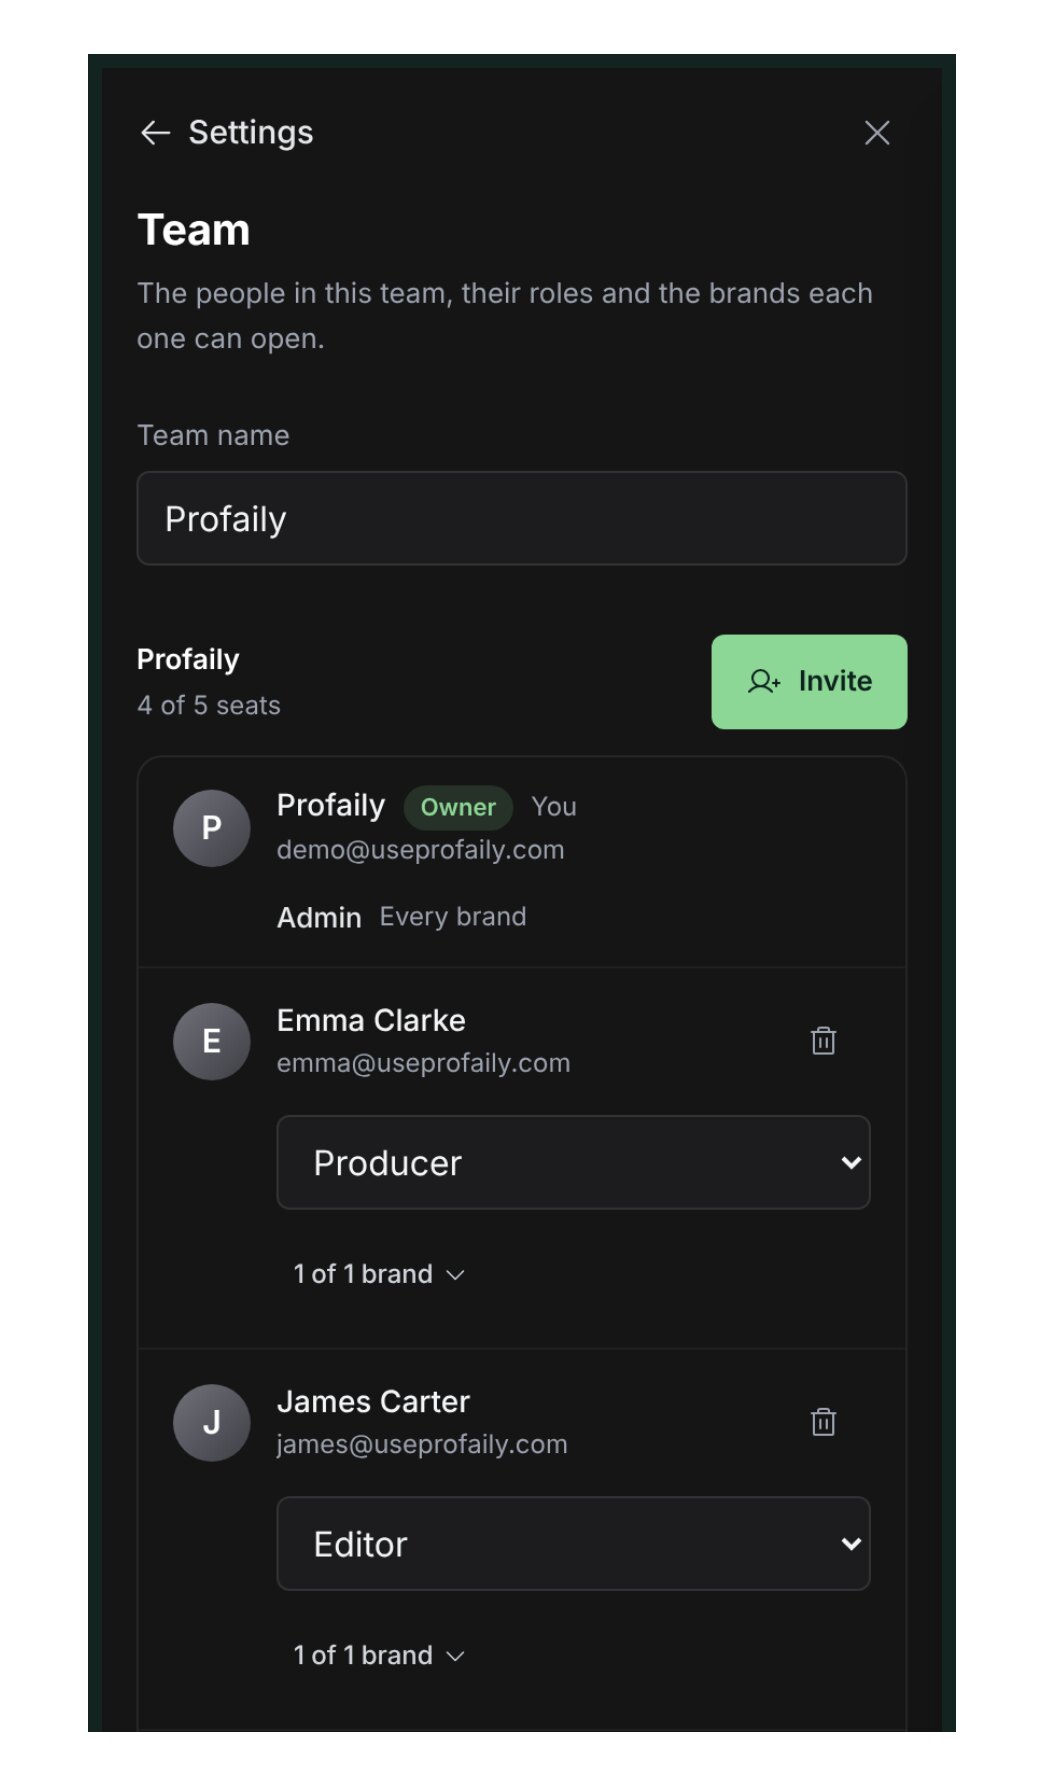 Settings
Team
The people in this team, their roles and the brands each
one can open.
Team name
Profaily
Profaily
4 of 5 seats
Invite
P
Profaily Owner You
demo@useprofaily.com
Admin Every brand
E
Emma Clarke
emma@useprofaily.com
Producer
1 of 1 brand
J
James Carter
james@useprofaily.com
Editor
1 of 1 brand